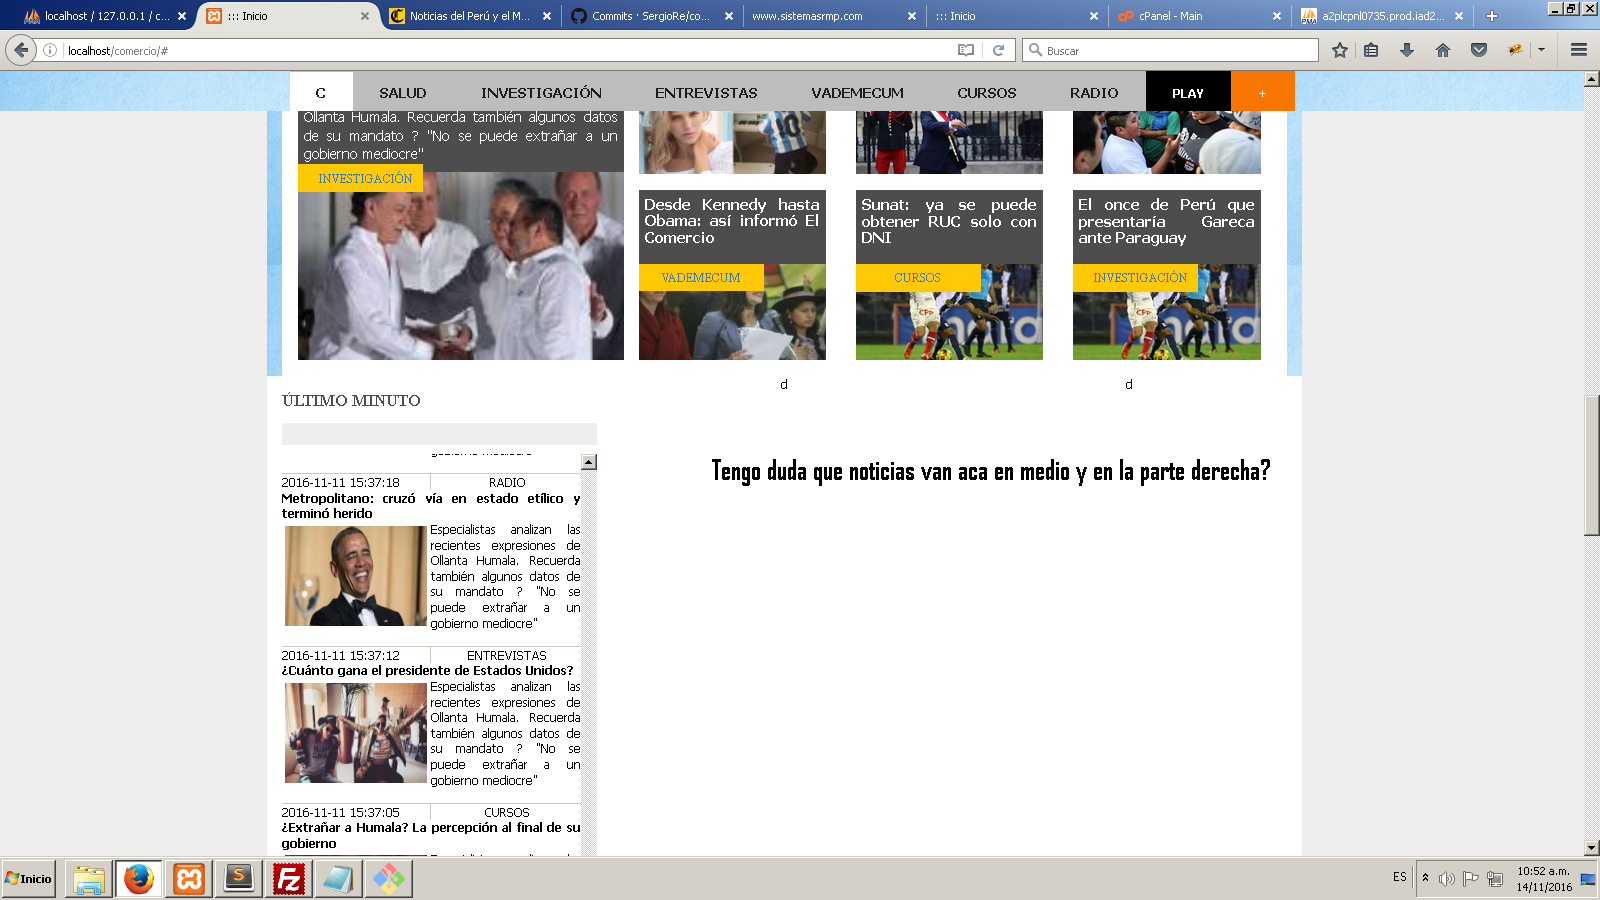 localhost / 127.0.0.1 / c...
::: Inicio
Noticias del Perú y el M...
Commits · SergioRe/co...
www.sistemasrmp.com
::: Inicio
cPanel - Main
a2plcpnl0735.prod.iad2...
localhost/comercio/#
Buscar
C
SALUD
INVESTIGACIÓN
ENTREVISTAS
VADEMECUM
CURSOS
RADIO
PLAY
+
Ollanta Humala. Recuerda también algunos datos
de su mandato ? "No se puede extrañar a un
gobierno mediocre"
INVESTIGACIÓN
Desde Kennedy hasta
Obama: así informó El
Comercio
VADEMECUM
Sunat: ya se puede
obtener RUC solo con
DNI
CURSOS
El once de Perú que
presentaría Gareca
ante Paraguay
INVESTIGACIÓN
d
d
ÚLTIMO MINUTO
gobierno mediocre"
2016-11-11 15:37:18
RADIO
Metropolitano: cruzó vía en estado etílico y
terminó herido
Especialistas analizan las
recientes expresiones de
Ollanta Humala. Recuerda
también algunos datos de
su mandato ? "No se
puede extrañar a un
gobierno mediocre"
2016-11-11 15:37:12
ENTREVISTAS
¿Cuánto gana el presidente de Estados Unidos?
Especialistas analizan las
recientes expresiones de
Ollanta Humala. Recuerda
también algunos datos de
su mandato ? "No se
puede extrañar a un
gobierno mediocre"
2016-11-11 15:37:05
CURSOS
¿Extrañar a Humala? La percepción al final de su
gobierno
Tengo duda que noticias van aca en medio y en la parte derecha?
Inicio
ES
10:52 a.m.
14/11/2016